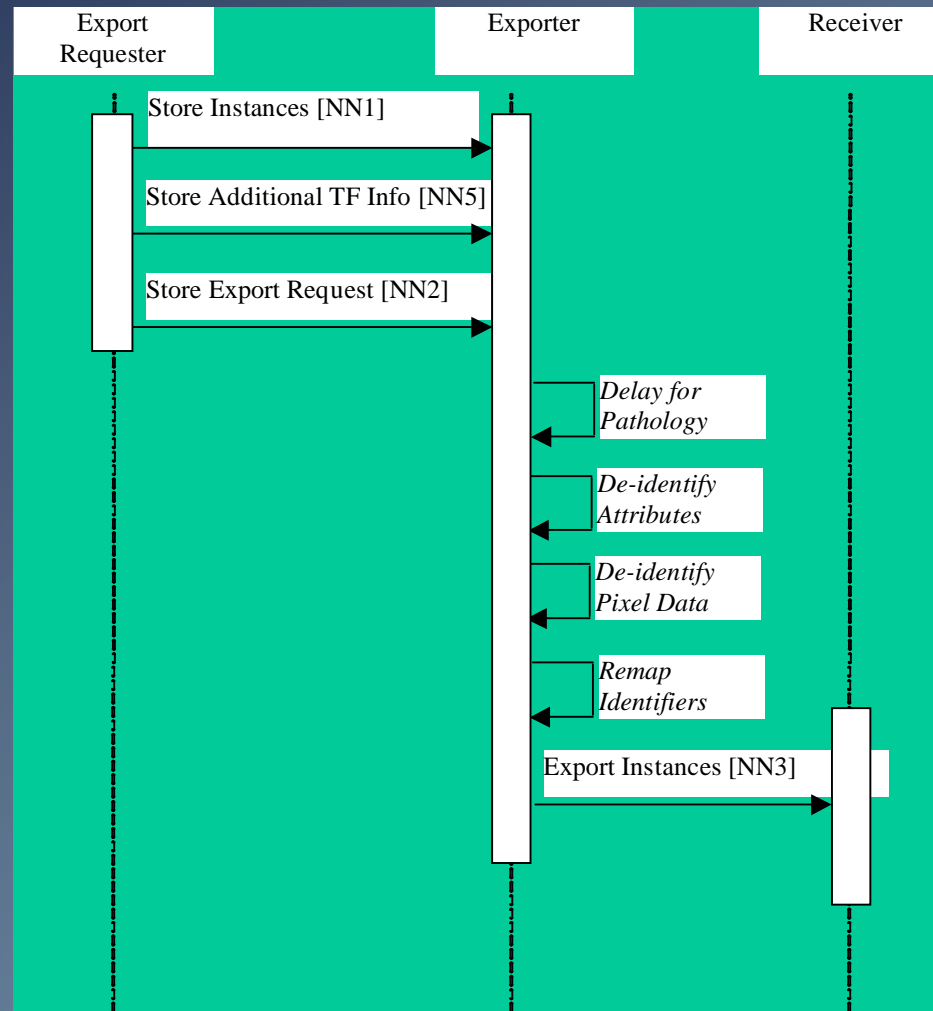 Export
Requester
Exporter
Receiver
Store Instances [NN1]
Store Additional TF Info [NN5]
Store Export Request [NN2]
Delay for
Pathology
De-identify
Attributes
De-identify
Pixel Data
Remap
Identifiers
Export Instances [NN3]